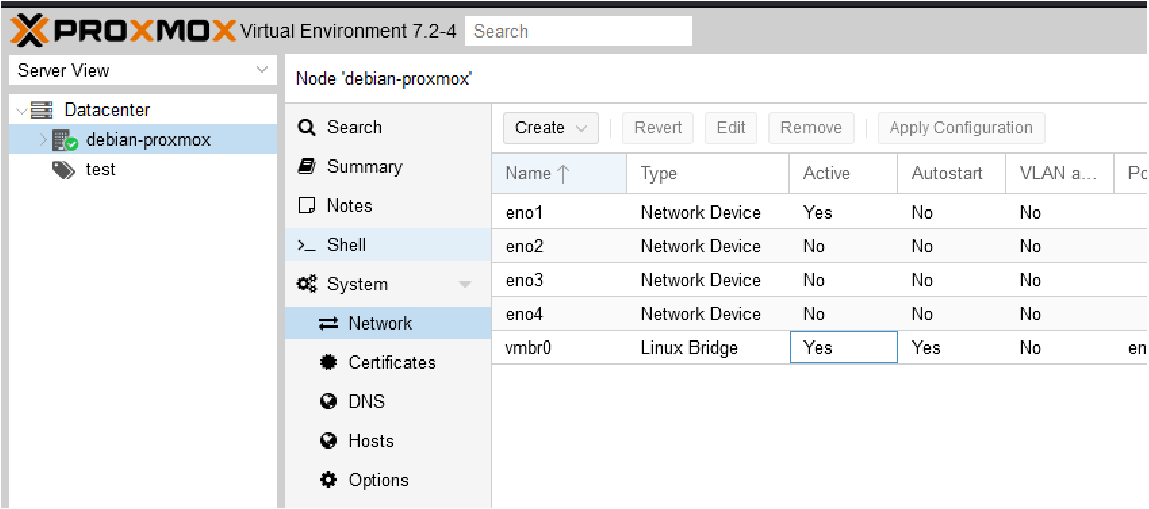 PROXMOX Virtual Environment 7.2-4 Search
Server View
Datacenter
debian-proxmox
test
Node 'debian-proxmox'
Search
Summary
Notes
Shell
System
Network
Certificates
DNS
Hosts
Options
Create Revert Edit Remove Apply Configuration
Name Type Active Autostart VLAN a... Po
eno1 Network Device Yes No No
eno2 Network Device No No No
eno3 Network Device No No No
eno4 Network Device No No No
vmbr0 Linux Bridge Yes Yes No en